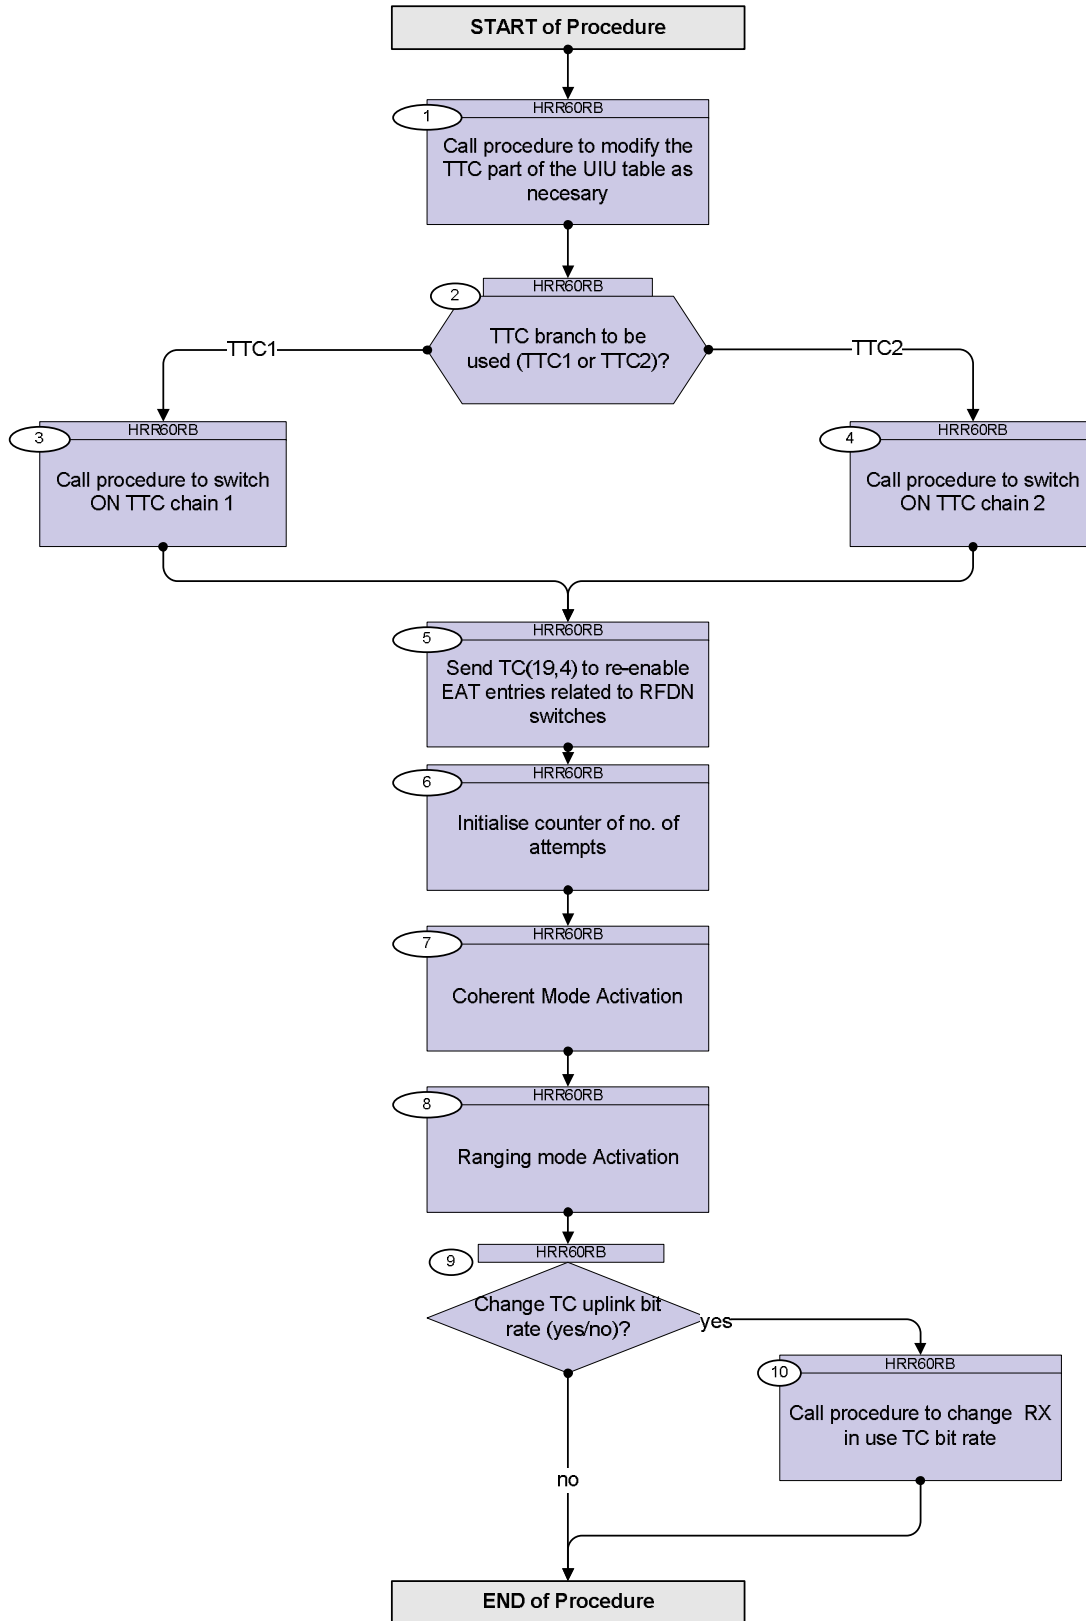 START of Procedure
HRR60RB
1
Call procedure to modify the
TTC part of the UIU table as
necesary
HRR60RB
2
TTC branch to be
used (TTC1 or TTC2)?
TTC1
TTC2
HRR60RB
3
Call procedure to switch
ON TTC chain 1
HRR60RB
4
Call procedure to switch
ON TTC chain 2
HRR60RB
5
Send TC(19,4) to re-enable
EAT entries related to RFDN
switches
HRR60RB
6
Initialise counter of no. of
attempts
HRR60RB
7
Coherent Mode Activation
HRR60RB
8
Ranging mode Activation
HRR60RB
9
Change TC uplink bit
rate (yes/no)?
yes
HRR60RB
10
Call procedure to change RX
in use TC bit rate
no
END of Procedure